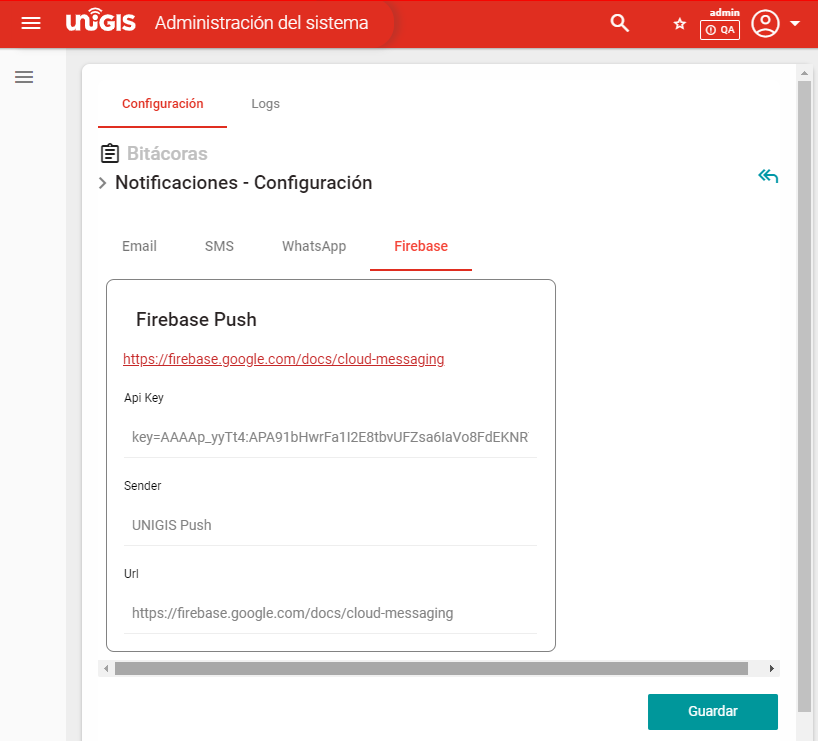 UNIGIS Administración del sistema
admin
QA
Configuración Logs
Bitácoras
Notificaciones - Configuración
Email SMS WhatsApp Firebase
Firebase Push
https://firebase.google.com/docs/cloud-messaging
Api Key
key=AAAAp_yyTt4:APA91bHwrFa1I2E8tbvUFZsa6IaVo8FdEKNR
Sender
UNIGIS Push
Url
https://firebase.google.com/docs/cloud-messaging
Guardar